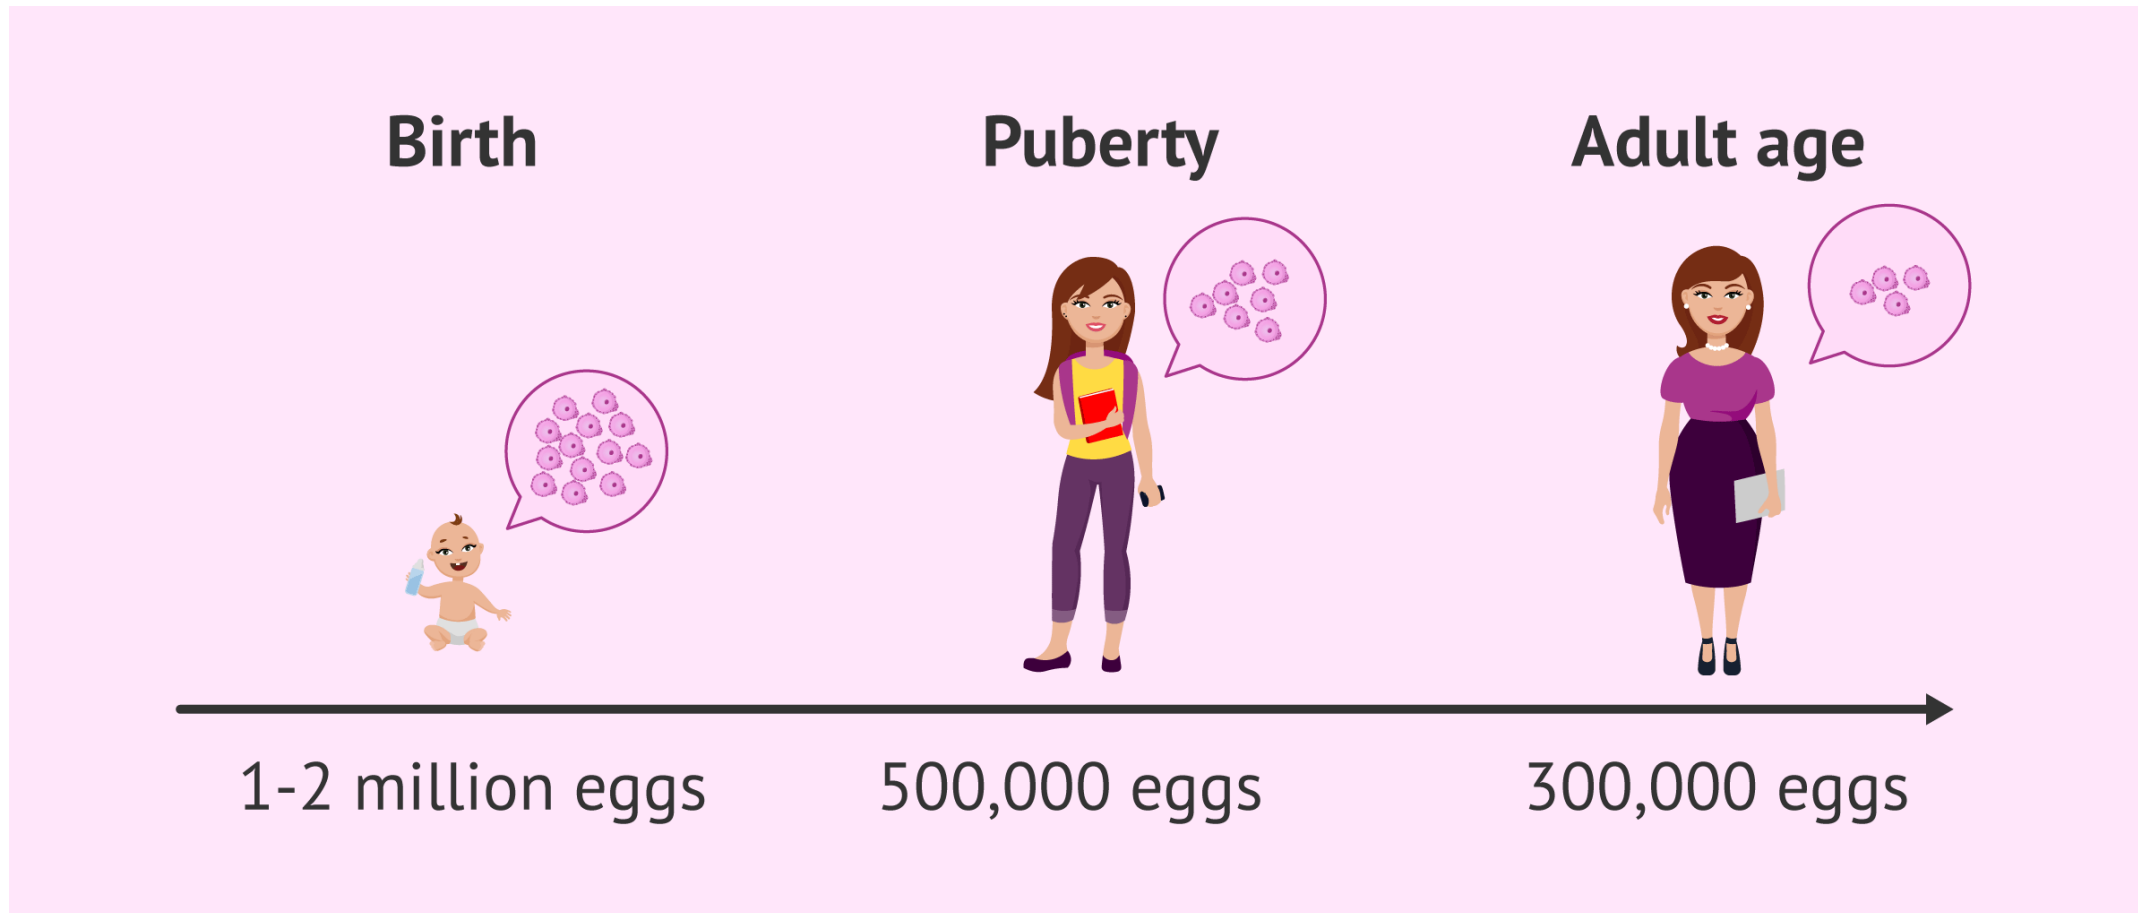 Birth
Puberty
Adult age
1-2 million eggs
500,000 eggs
300,000 eggs